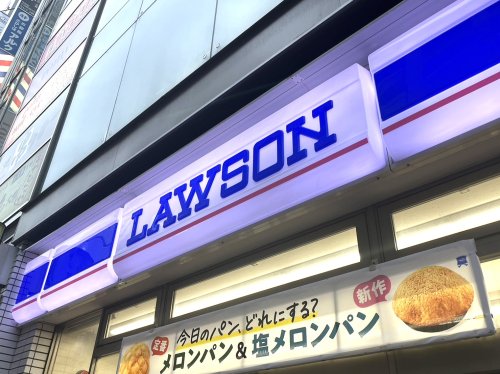 LAWSON
今日のパン、どれにする?
定番
メロンパン & 塩メロンパン
新作